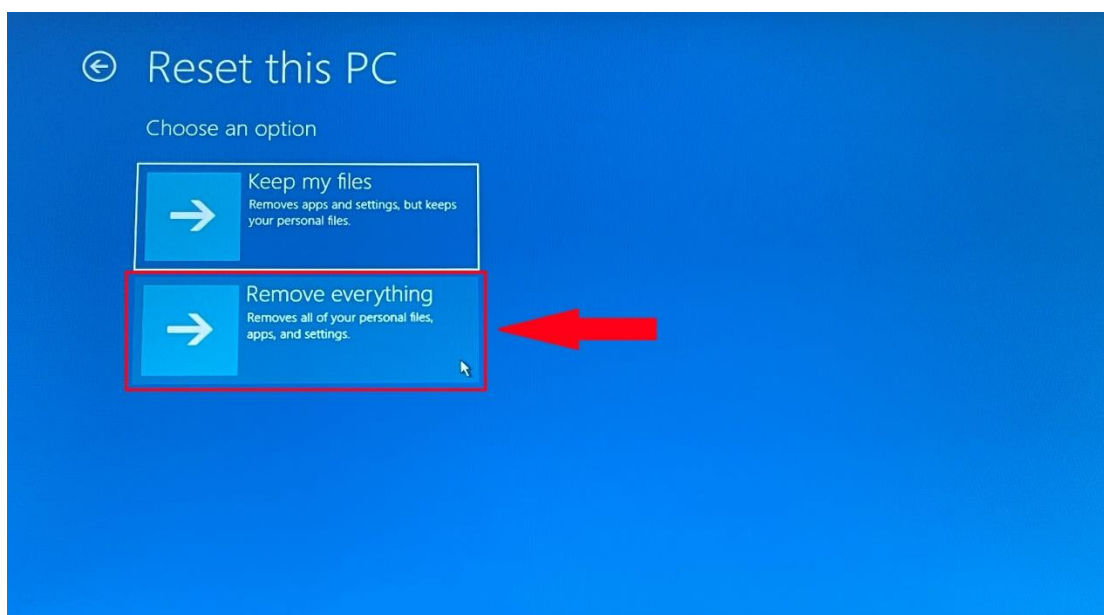 Reset this PC
Choose an option
Keep my files
Removes apps and settings, but keeps
your personal files.
Remove everything
Removes all of your personal files,
apps, and settings.